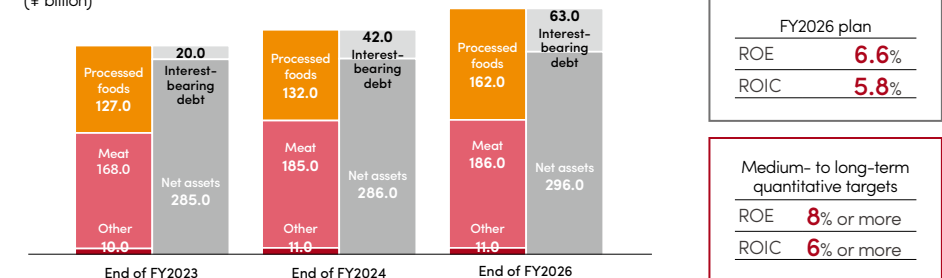 (¥ billion)
Processed
foods
127.0
Meat
168.0
Other
10.0
20.0
Interest-
bearing
debt
Net assets
285.0
End of FY2023
Processed
foods
132.0
Meat
185.0
Other
11.0
42.0
Interest-
bearing
debt
Net assets
286.0
End of FY2024
Processed
foods
162.0
Meat
186.0
Other
11.0
63.0
Interest-
bearing
debt
Net assets
296.0
End of FY2026
FY2026 plan
ROE 6.6%
ROIC 5.8%
Medium- to long-term
quantitative targets
ROE 8% or more
ROIC 6% or more